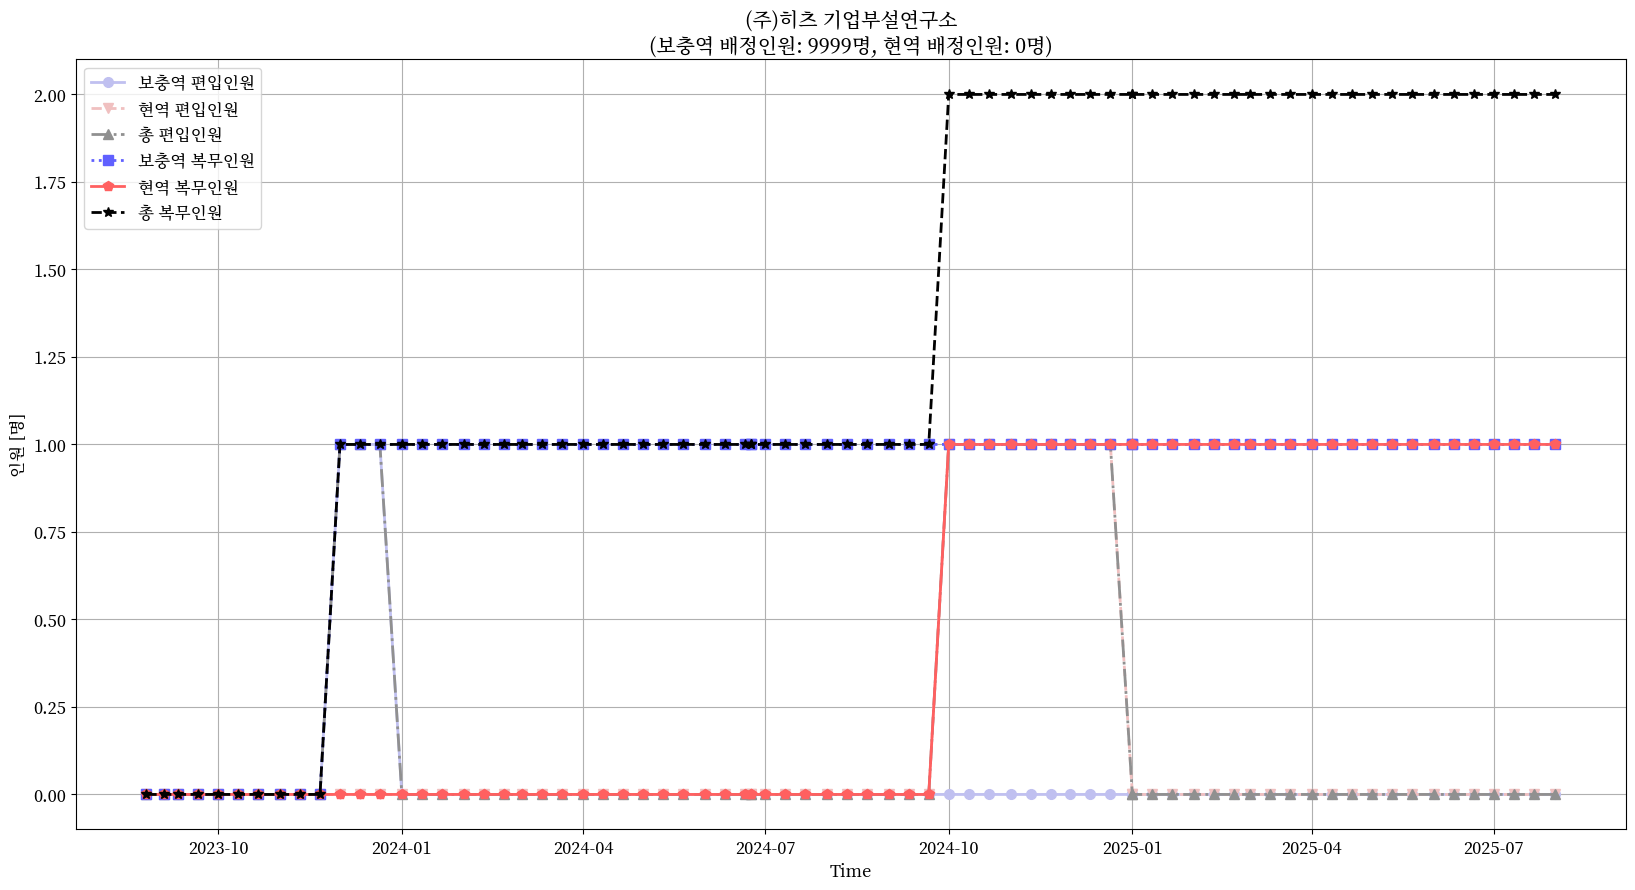 (주)히츠 기업부설연구소
(보충역 배정인원: 9999명, 현역 배정인원: 0명)
보충역 편입인원
현역 편입인원
총 편입인원
보충역 복무인원
현역 복무인원
총 복무인원
2.00
1.75
1.50
1.25
1.00
0.75
0.50
0.25
0.00
인원 [명]
2023-10
2024-01
2024-04
2024-07
2024-10
2025-01
2025-04
2025-07
Time